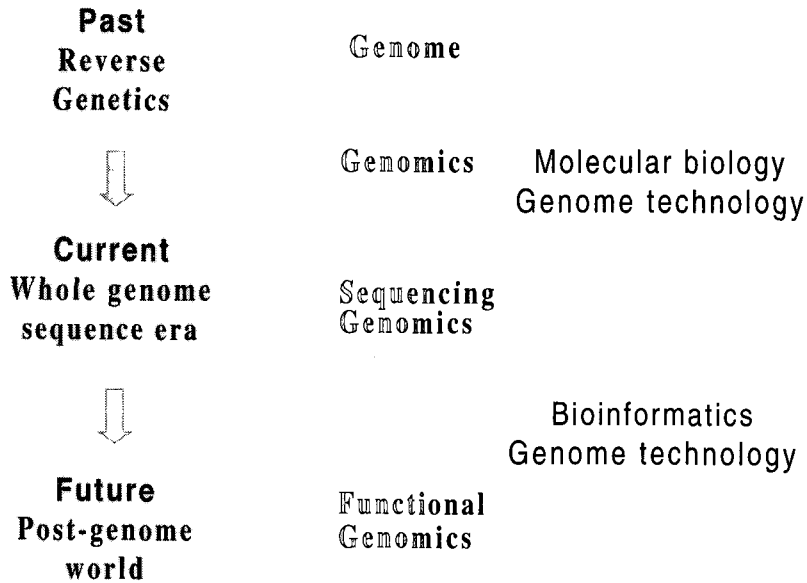 Past
Reverse
Genetics
Genome
Genomics
Molecular biology
Genome technology
Current
Whole genome
sequence era
Sequencing
Genomics
Bioinformatics
Genome technology
Future
Post-genome
world
Functional
Genomics